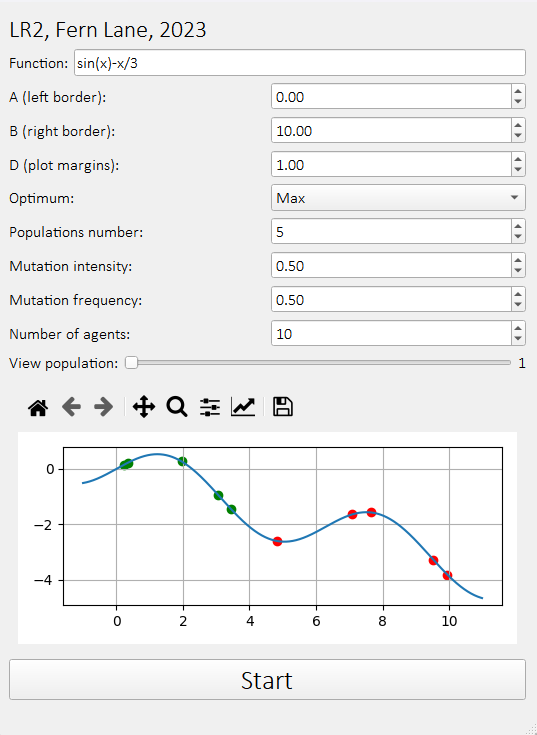 LR2, Fern Lane, 2023
Function: sin(x)-x/3
A (left border): 0.00
B (right border): 10.00
D (plot margins): 1.00
Optimum: Max
Populations number: 5
Mutation intensity: 0.50
Mutation frequency: 0.50
Number of agents: 10
View population: 1
0
−2
−4
0 2 4 6 8 10
Start